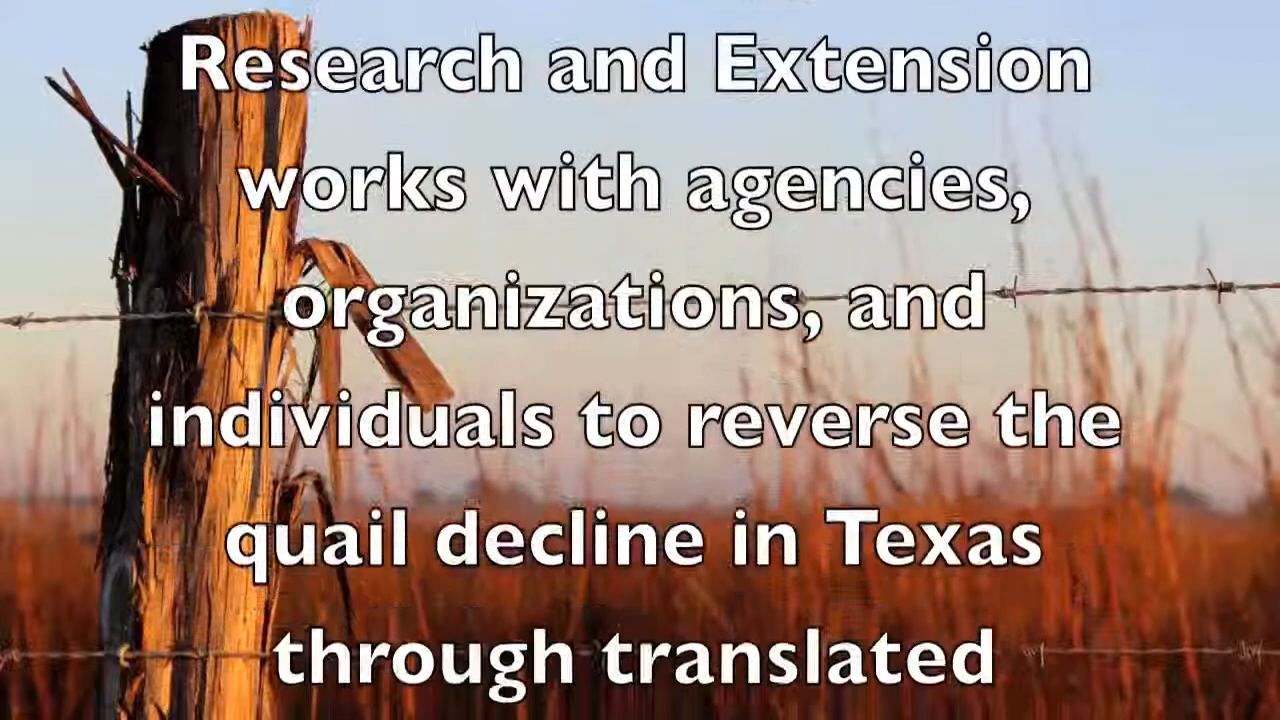 Research and Extension
works with agencies,
organizations, and
individuals to reverse the
quail decline in Texas
through translated